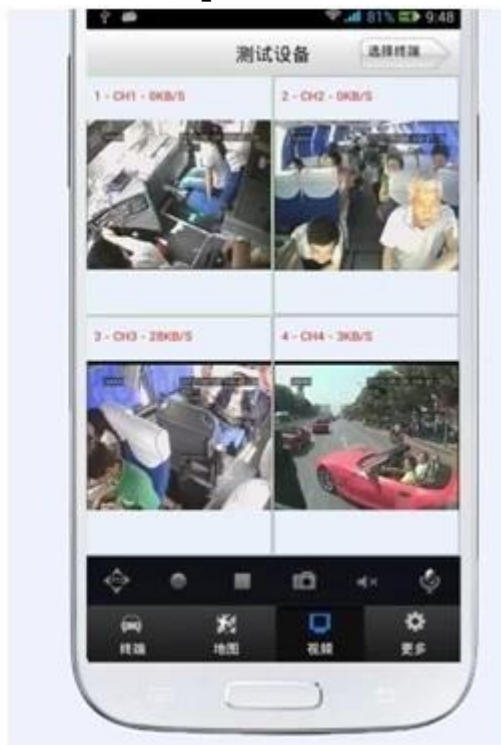 81% 9:48
测试设备
选择终端
1 - CH1 - 0KB/S
2 - CH2 - 0KB/S
3 - CH3 - 28KB/S
4 - CH4 - 3KB/S
终端
地图
视频
更多